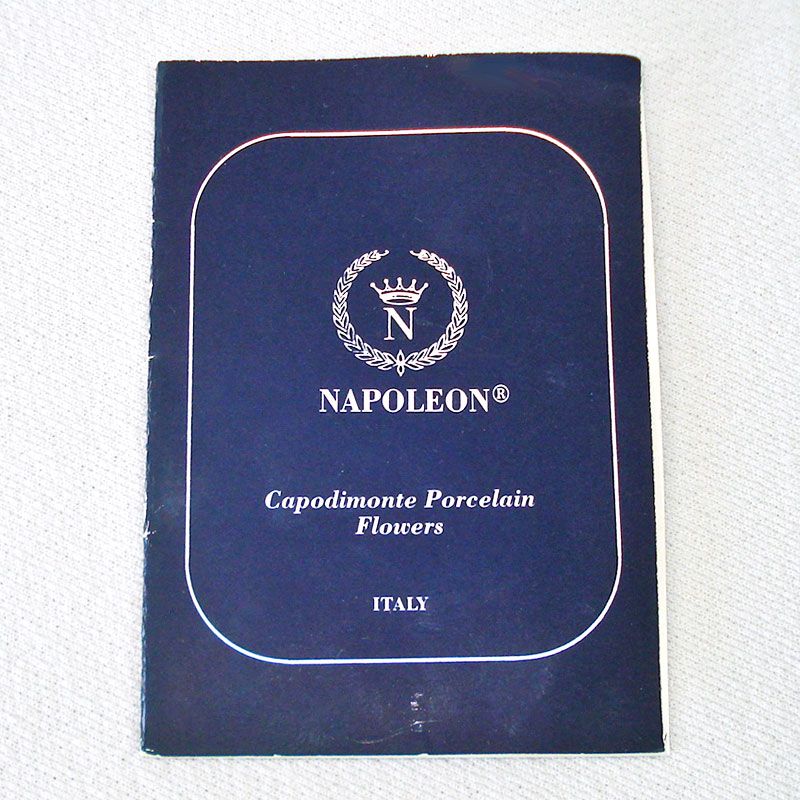 N
NAPOLEON®
Capodimonte Porcelain
Flowers
ITALY